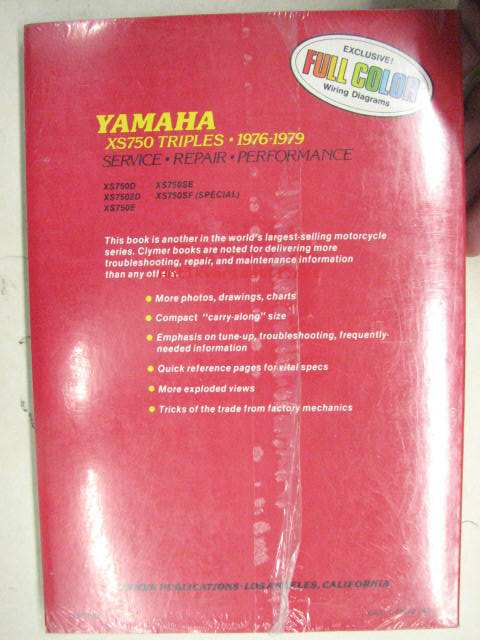 EXCLUSIVE!
FULL COLOR
Wiring Diagrams
YAMAHA
XS750 TRIPLES • 1976-1979
SERVICE • REPAIR • PERFORMANCE
XS750D XS750SE
XS7502D XS750SF (SPECIAL)
XS750E
This book is another in the world's largest-selling motorcycle
series. Clymer books are noted for delivering more
troubleshooting, repair, and maintenance information
than any
• More photos, drawings, charts
• Compact "carry-along" size
• Emphasis on tune-up, troubleshooting, frequently-
needed information
• Quick reference pages for vital specs
• More exploded views
• Tricks of the trade from factory mechanics
PUBLICATIONS • LOS ANGELES, CALIFORNIA